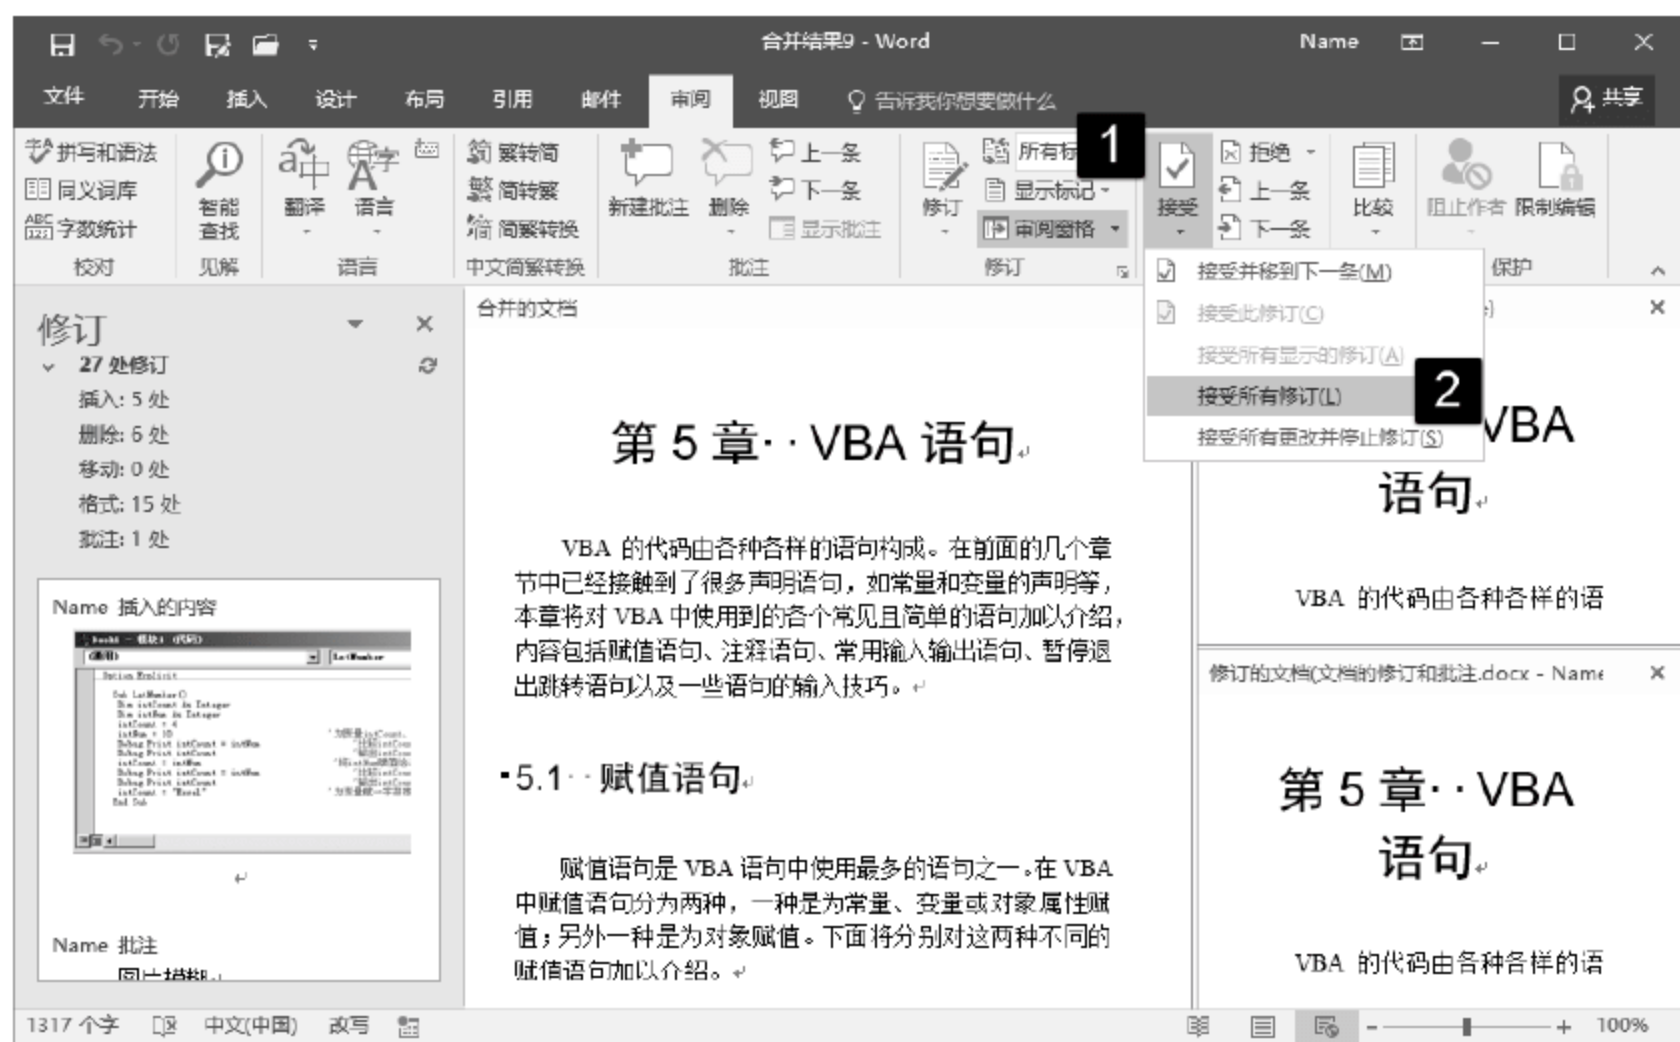 合并结果9 - Word
Name
文件 开始 插入 设计 布局 引用 邮件 审阅 视图 告诉我你想要做什么 共享
拼写和语法
同义词库
字数统计
校对
智能
查找
见解
翻译 语言
语言
繁转简
简转繁
简繁转换
中文简繁转换
新建批注 删除
上一条
下一条
显示批注
批注
修订
所有标
显示标记
审阅窗格
修订
1
接受
拒绝
上一条
下一条
比较
阻止作者 限制编辑
保护
接受并移到下一条(M)
接受此修订(C)
接受所有显示的修订(A)
接受所有修订(L)
2
接受所有更改并停止修订(S)
修订
27 处修订
插入: 5 处
删除: 6 处
移动: 0 处
格式: 15 处
批注: 1 处
Name 插入的内容
Name 批注
图片模糊
合并的文档
第 5 章 VBA 语句
VBA 的代码由各种各样的语句构成。在前面的几个章
节中已经接触到了很多声明语句，如常量和变量的声明等，
本章将对 VBA 中使用到的各个常见且简单的语句加以介绍，
内容包括赋值语句、注释语句、常用输入输出语句、暂停退
出跳转语句以及一些语句的输入技巧。
5.1 赋值语句
赋值语句是 VBA 语句中使用最多的语句之一。在 VBA
中赋值语句分为两种，一种是为常量、变量或对象属性赋
值；另外一种是为对象赋值。下面将分别对这两种不同的
赋值语句加以介绍。
VBA
语句
VBA 的代码由各种各样的语
修订的文档(文档的修订和批注.docx - Name
第 5 章 VBA
语句
VBA 的代码由各种各样的语
1317 个字 中文(中国) 改写 100%